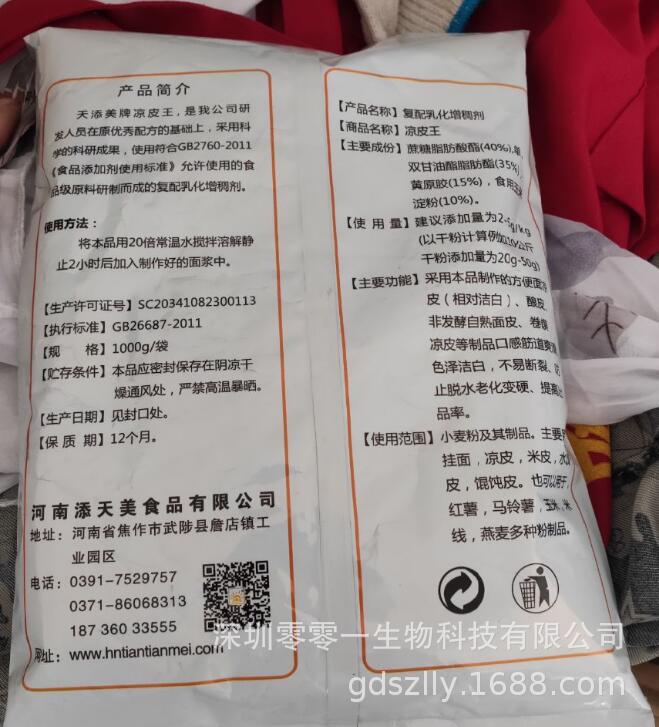 产品简介
天添美牌凉皮王，是我公司研
发人员在原优秀配方的基础上，采用科
学的科研成果，使用符合GB2760-2011
《食品添加剂使用标准》允许使用的食
品级原料研制而成的复配乳化增稠剂。
使用方法：
将本品用20倍常温水搅拌溶解静
止2小时后加入制作好的面浆中。
【生产许可证号】SC20341082300113
【执行标准】GB26687-2011
【规 格】1000g/袋
【贮存条件】本品应密封保存在阴凉干
燥通风处，严禁高温暴晒。
【生产日期】见封口处。
【保 质 期】12个月。
河南添天美食品有限公司
地址：河南省焦作市武陟县詹店镇工
业园区
电话：0391-7529757
0371-86068313
187 360 33555
网址：www.hntiantianmei.com
【产品名称】复配乳化增稠剂
【商品名称】凉皮王
【主要成份】蔗糖脂肪酸酯(40%),单,
双甘油酯脂肪酯(35%)
黄原胶(15%)，食用玉米
淀粉(10%)。
【使 用 量】建议添加量为2-5g/kg
(以干粉计算例如10公斤
干粉添加量为20g-50g)
【主要功能】采用本品制作的方便面
皮（相对洁白）、酸皮
非发酵自熟面皮、卷馍
凉皮等制品口感筋道爽
色泽洁白，不易断裂、
止脱水老化变硬、提高
品率。
【使用范围】小麦粉及其制品。主要
挂面，凉皮，米皮，水
皮，馄饨皮。也可以用于
红薯，马铃薯，玉米，米
线，燕麦多种粉制品。
深圳零零一生物科技有限公司
gdszlly.1688.com